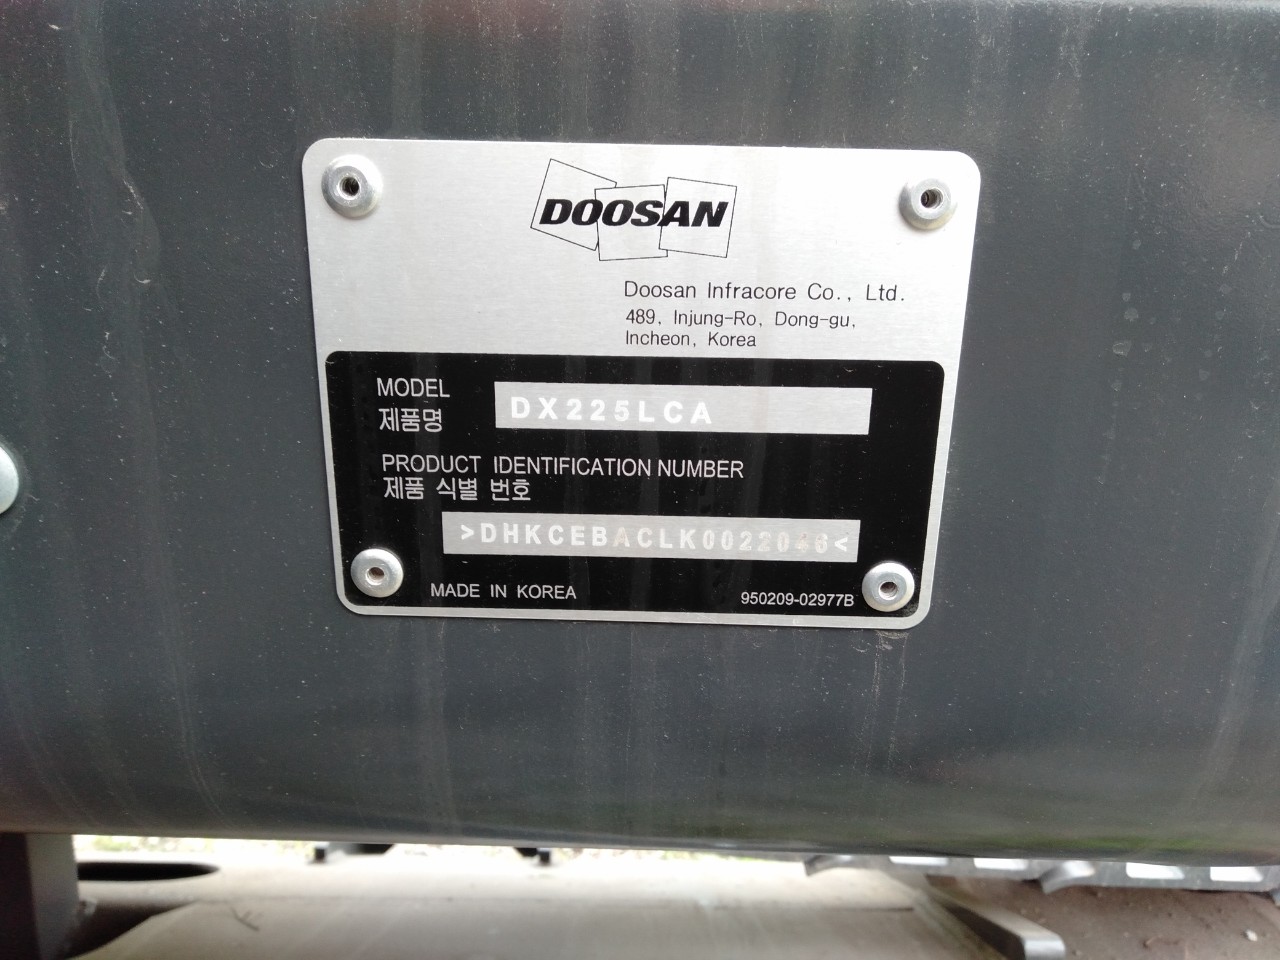 DOOSAN
Doosan Infracore Co., Ltd.
489, Injung-Ro, Dong-gu,
Incheon, Korea
MODEL
제품명
DX225LCA
PRODUCT IDENTIFICATION NUMBER
제품 식별 번호
>DHKCEBACLK0022046<
MADE IN KOREA
950209-02977B